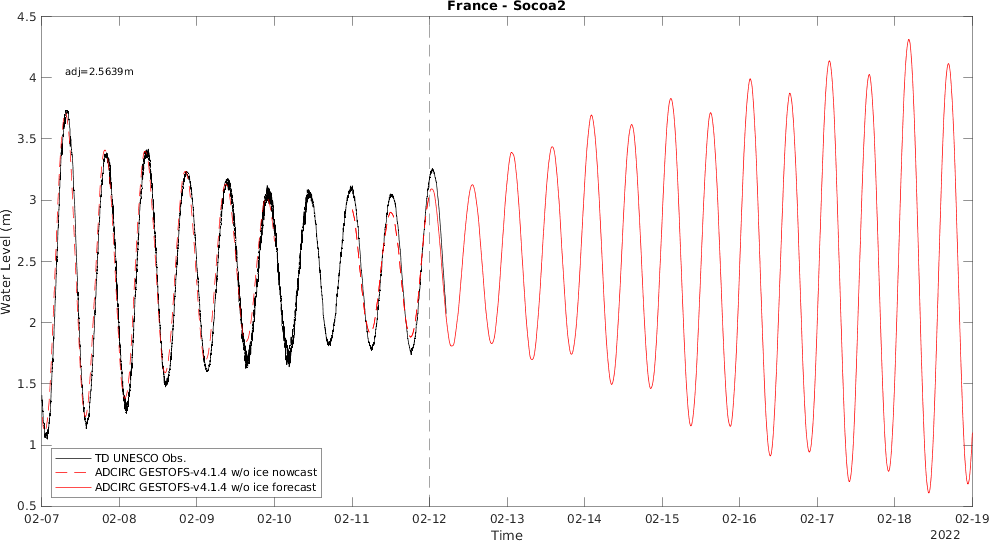 France - Socoa2
4.5
4
3.5
3
2.5
2
1.5
1
0.5
Water Level (m)
adj=2.5639m
TD UNESCO Obs.
ADCIRC GESTOFS-v4.1.4 w/o ice nowcast
ADCIRC GESTOFS-v4.1.4 w/o ice forecast
02-07 02-08 02-09 02-10 02-11 02-12 02-13 02-14 02-15 02-16 02-17 02-18 02-19
Time
2022